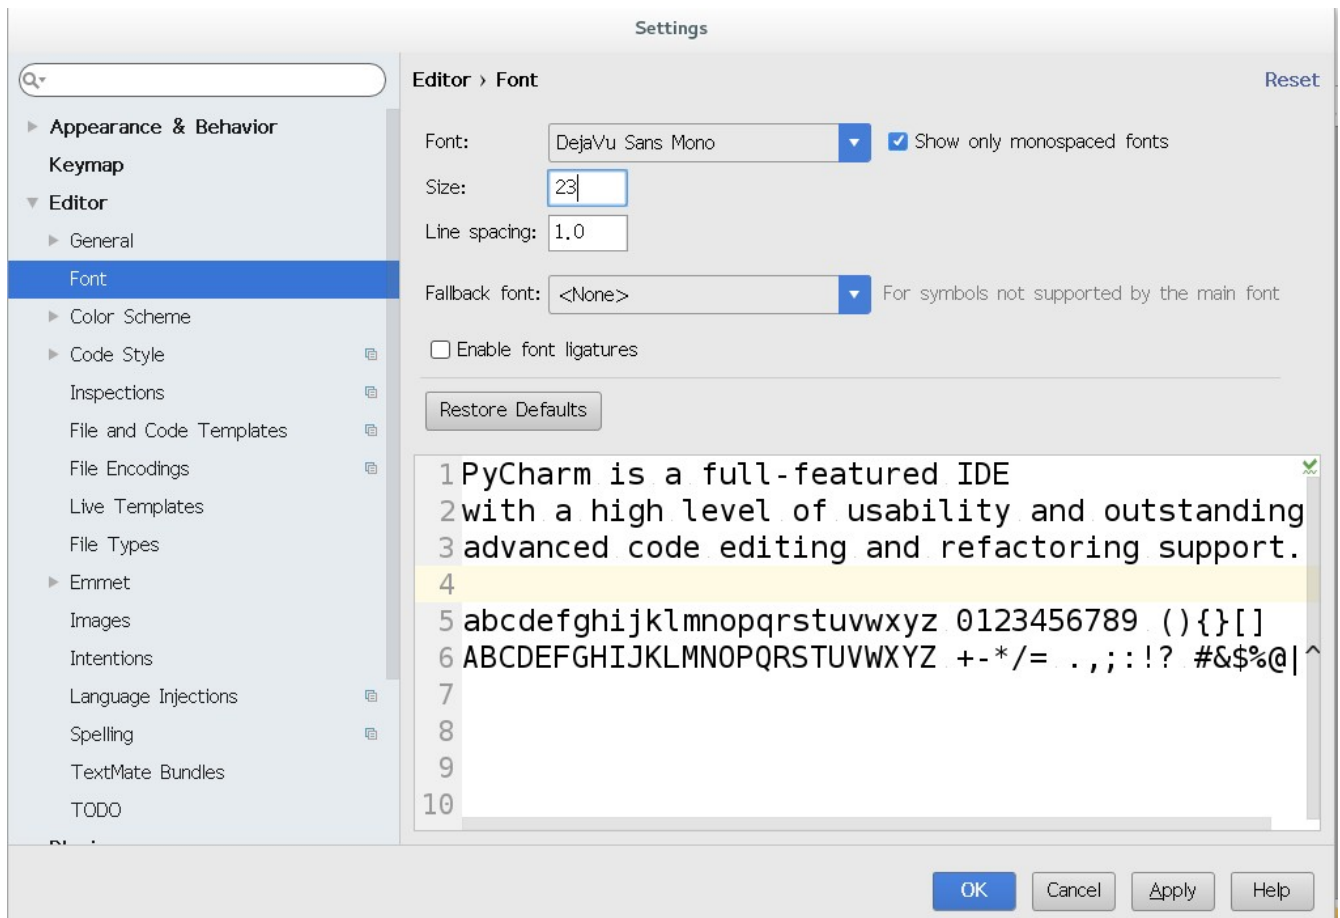 Settings
Appearance & Behavior
Keymap
Editor
General
Font
Color Scheme
Code Style
Inspections
File and Code Templates
File Encodings
Live Templates
File Types
Emmet
Images
Intentions
Language Injections
Spelling
TextMate Bundles
TODO
Editor › Font
Reset
Font: DejaVu Sans Mono Show only monospaced fonts
Size: 23
Line spacing: 1.0
Fallback font: <None> For symbols not supported by the main font
Enable font ligatures
Restore Defaults
1 PyCharm is a full-featured IDE
2 with a high level of usability and outstanding
3 advanced code editing and refactoring support.
4
5 abcdefghijklmnopqrstuvwxyz 0123456789 (){}[]
6 ABCDEFGHIJKLMNOPQRSTUVWXYZ +-*/= .,;:!? #&$%@|^
7
8
9
10
OK Cancel Apply Help